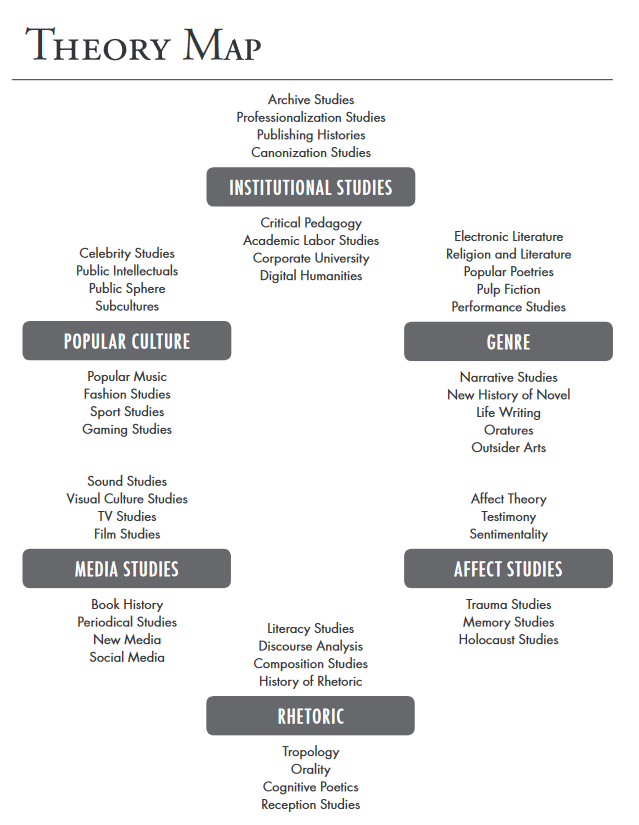 Theory Map
Archive Studies
Professionalization Studies
Publishing Histories
Canonization Studies
INSTITUTIONAL STUDIES
Critical Pedagogy
Academic Labor Studies
Corporate University
Digital Humanities
Celebrity Studies
Public Intellectuals
Public Sphere
Subcultures
POPULAR CULTURE
Popular Music
Fashion Studies
Sport Studies
Gaming Studies
Electronic Literature
Religion and Literature
Popular Poetries
Pulp Fiction
Performance Studies
GENRE
Narrative Studies
New History of Novel
Life Writing
Oratures
Outsider Arts
Sound Studies
Visual Culture Studies
TV Studies
Film Studies
MEDIA STUDIES
Book History
Periodical Studies
New Media
Social Media
Affect Theory
Testimony
Sentimentality
AFFECT STUDIES
Trauma Studies
Memory Studies
Holocaust Studies
Literacy Studies
Discourse Analysis
Composition Studies
History of Rhetoric
RHETORIC
Tropology
Orality
Cognitive Poetics
Reception Studies